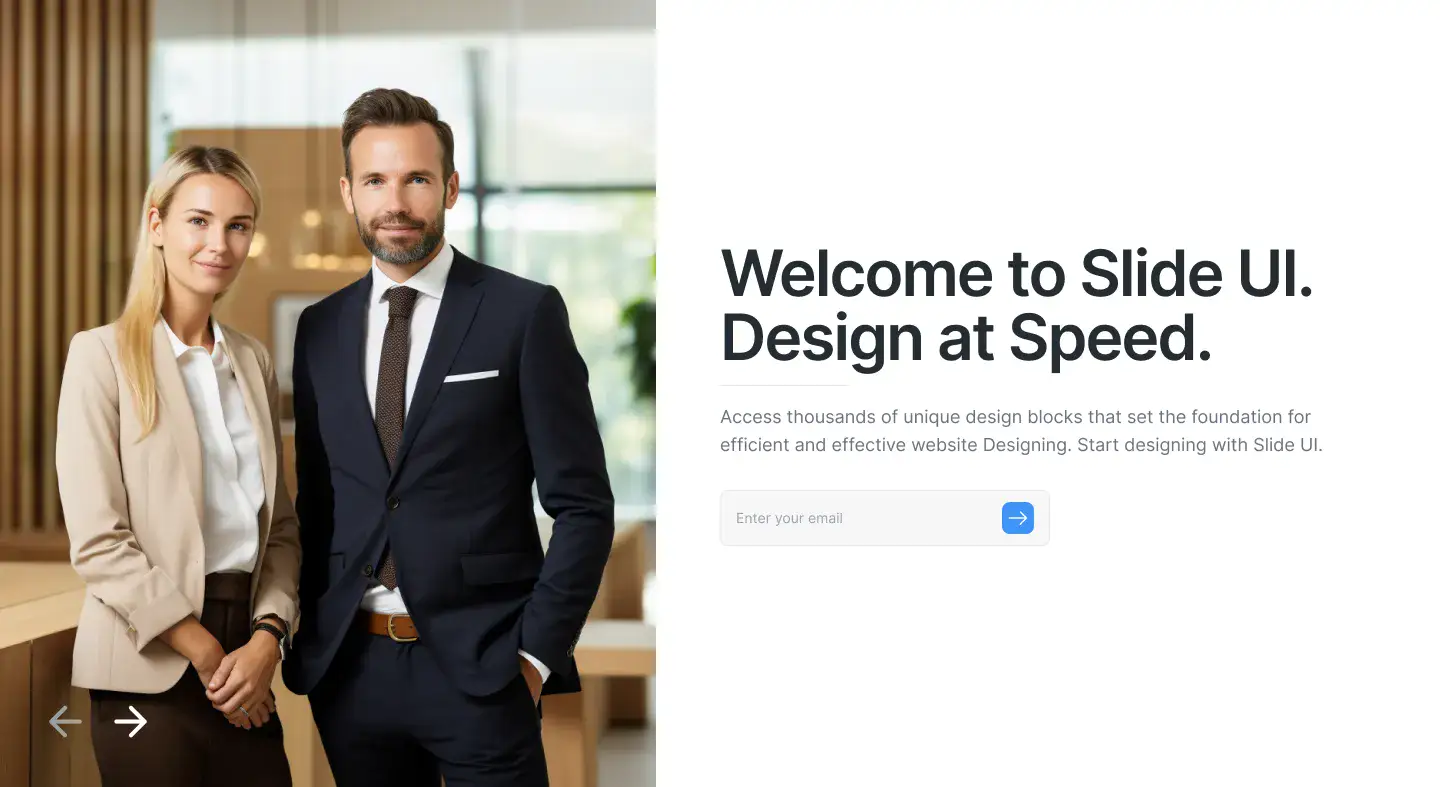 Welcome to Slide UI.
Design at Speed.
Access thousands of unique design blocks that set the foundation for
efficient and effective website Designing. Start designing with Slide UI.
Enter your email